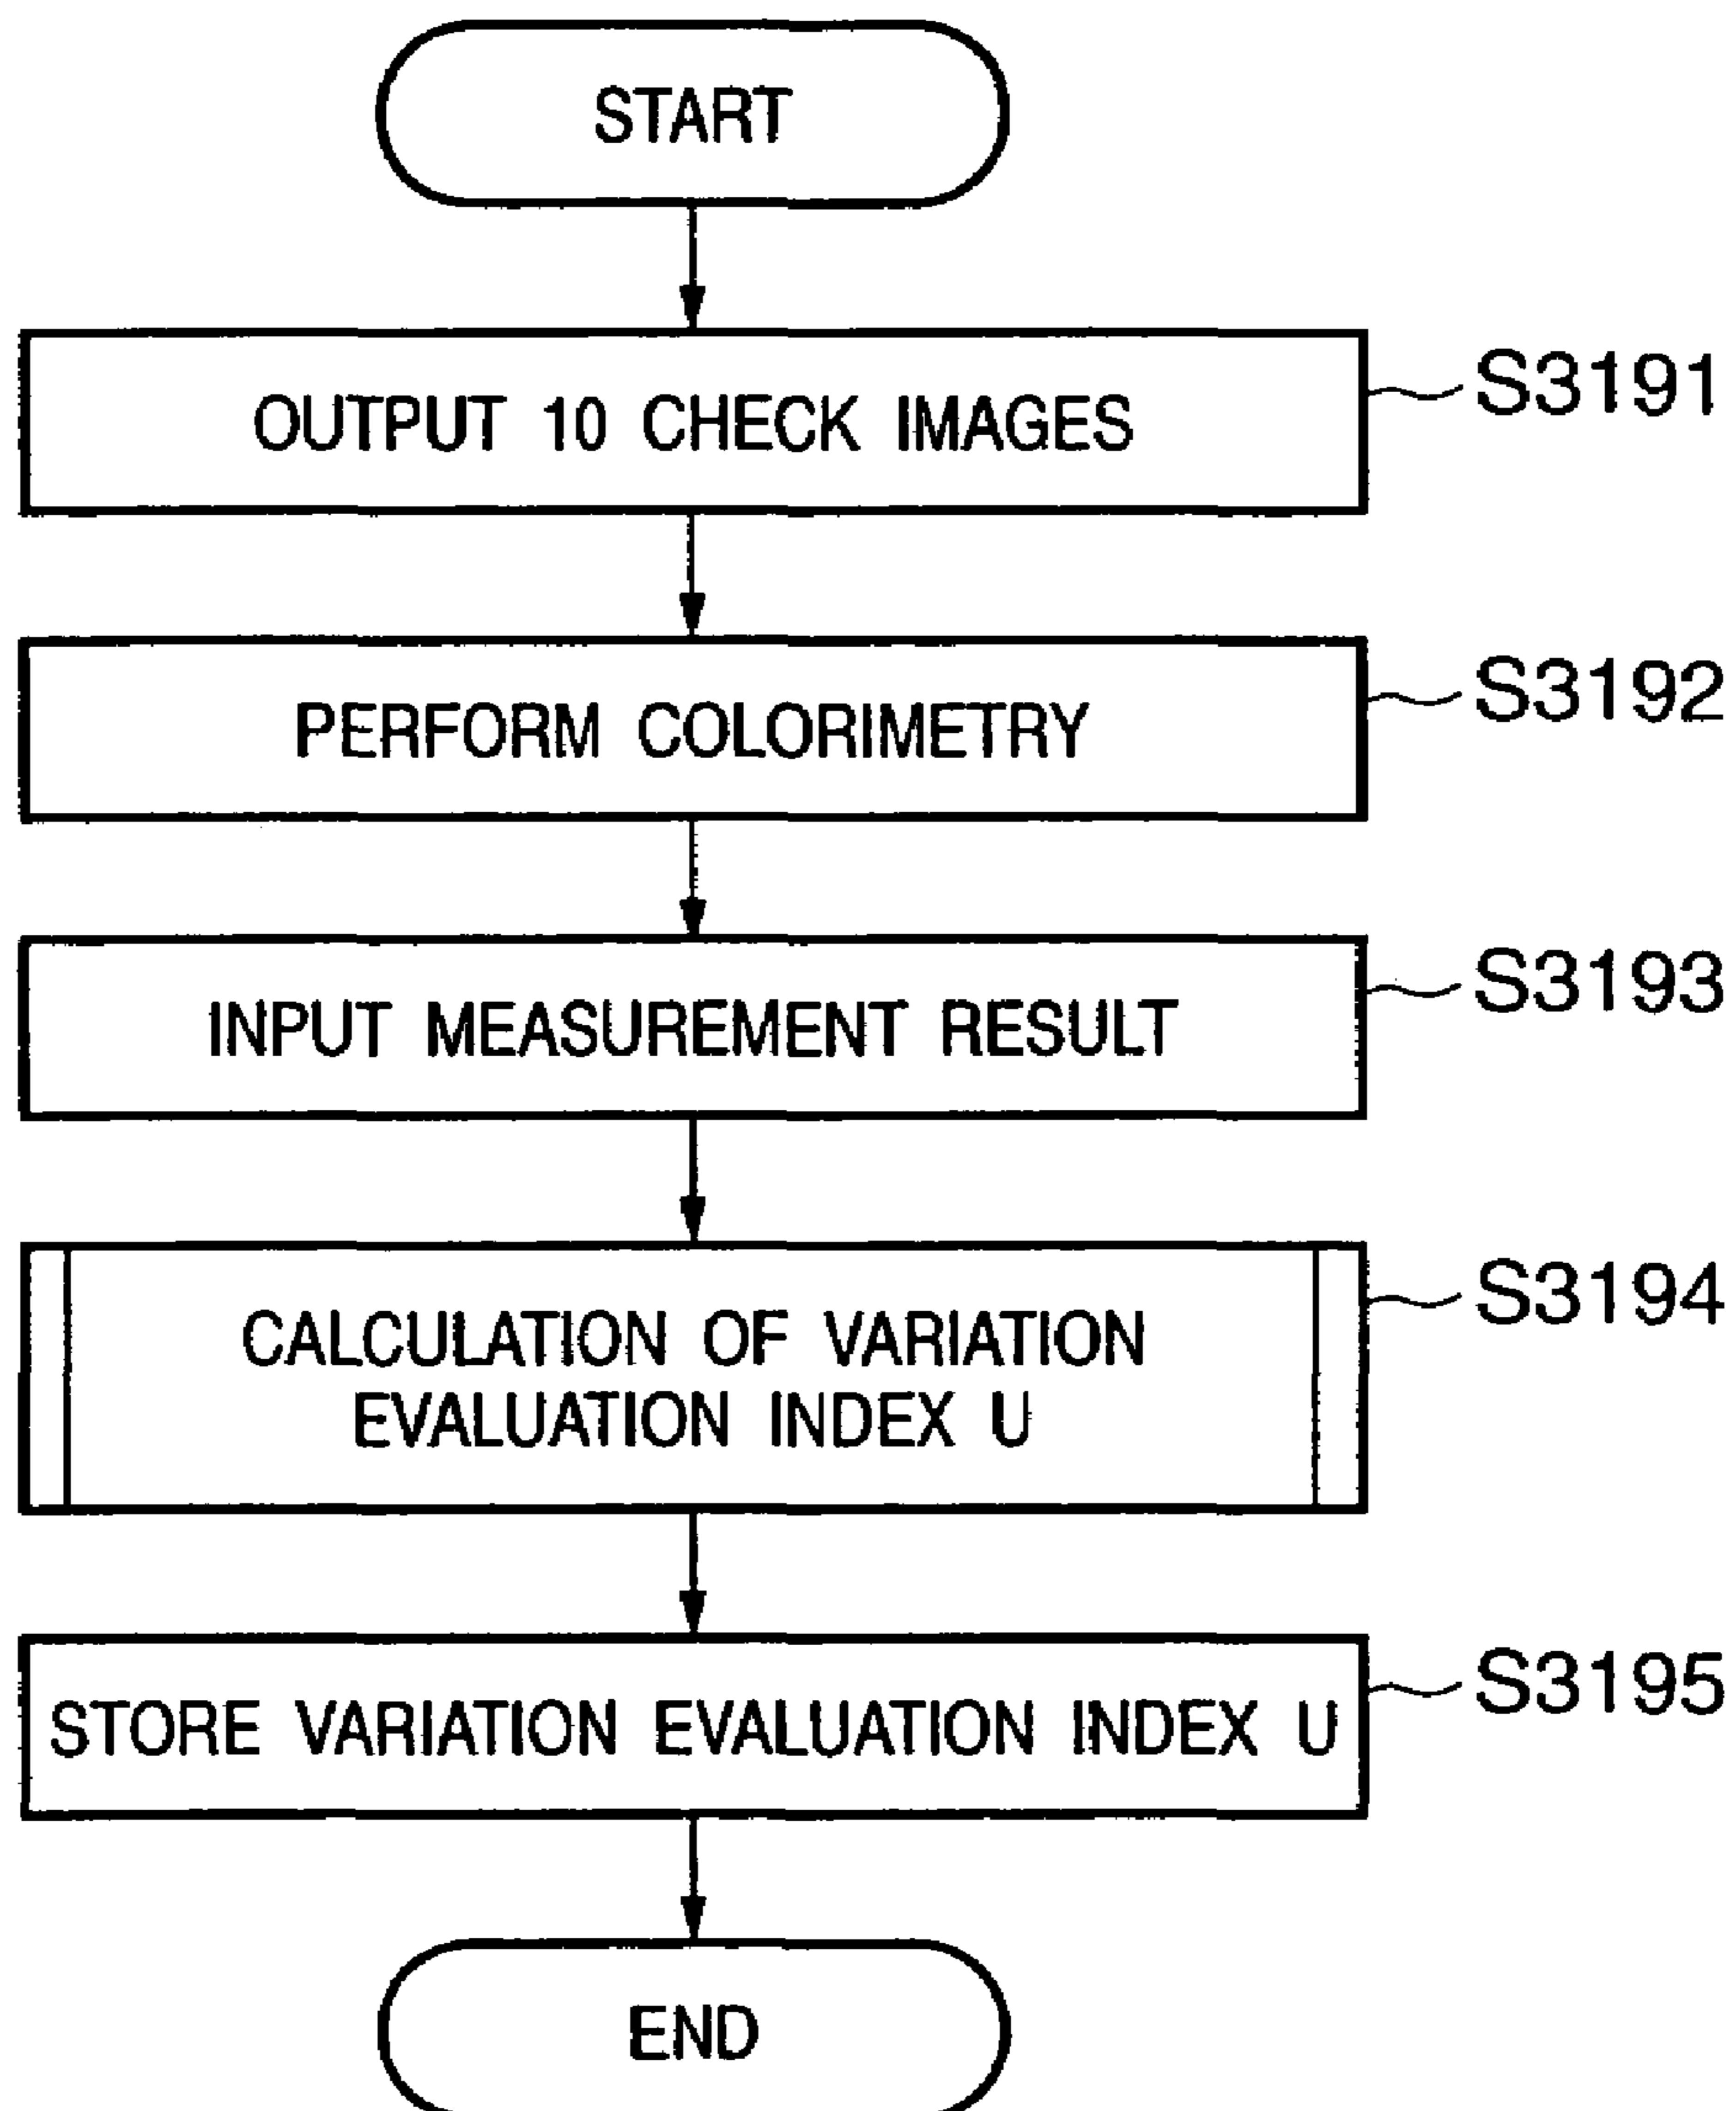 START
OUTPUT 10 CHECK IMAGES
S3191
PERFORM COLORIMETRY
S3192
INPUT MEASUREMENT RESULT
S3193
CALCULATION OF VARIATION
EVALUATION INDEX U
S3194
STORE VARIATION EVALUATION INDEX U
S3195
END